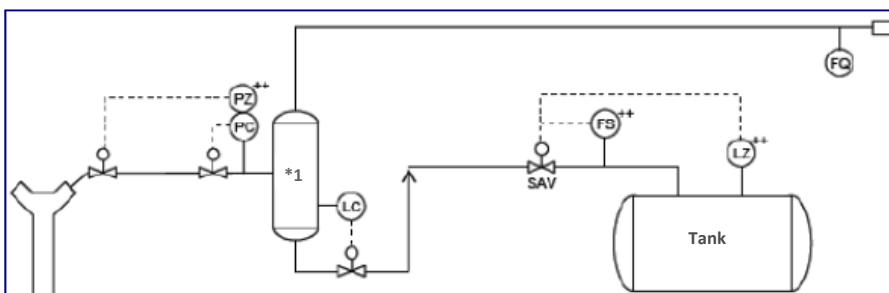 FQ
PZ ++
PC
FS ++
LZ ++
*1
SAV
LC
Tank